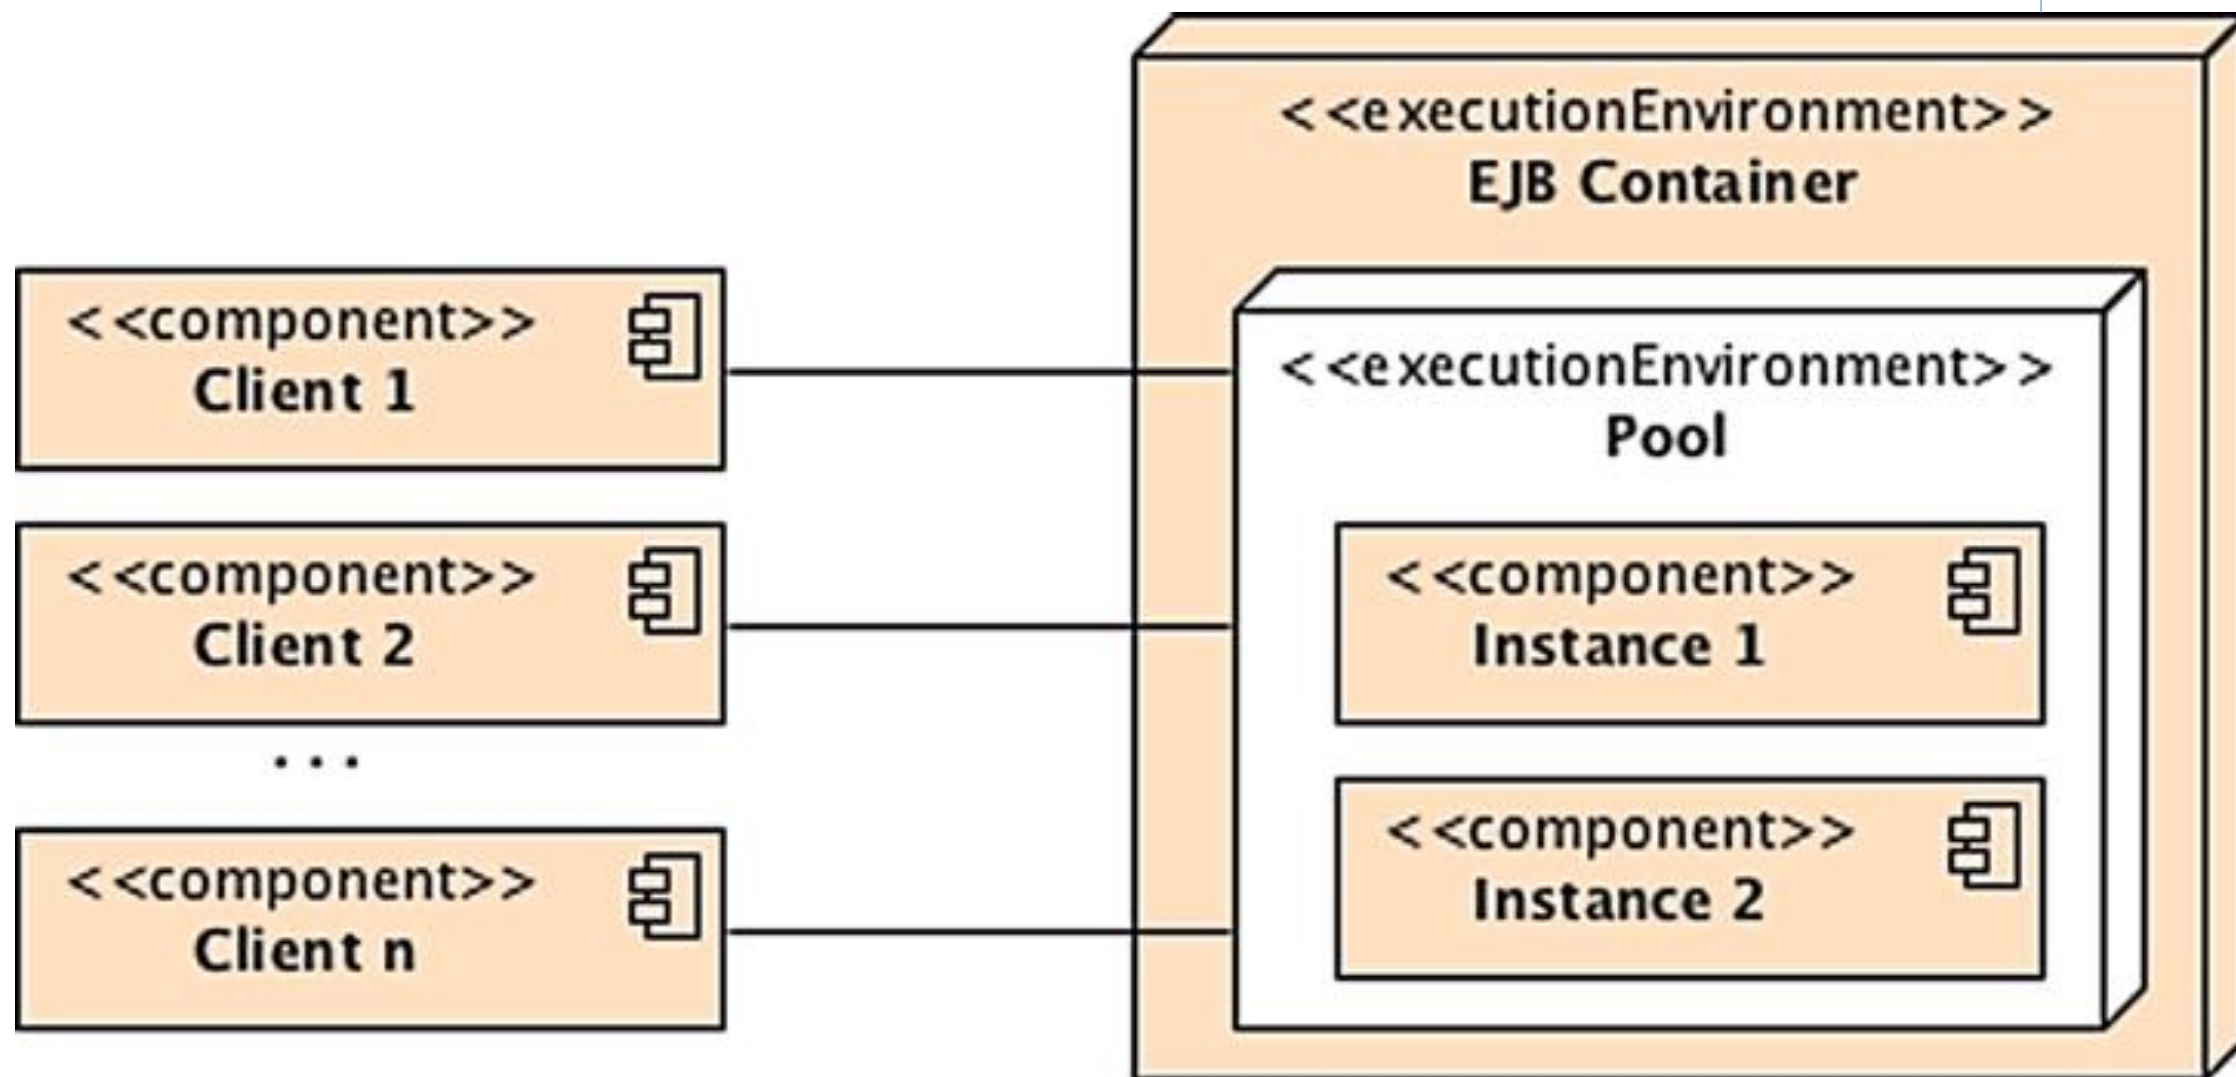 <<executionEnvironment>>
EJB Container
<<component>>
Client 1
<<executionEnvironment>>
Pool
<<component>>
Client 2
<<component>>
Instance 1
...
<<component>>
Client n
<<component>>
Instance 2